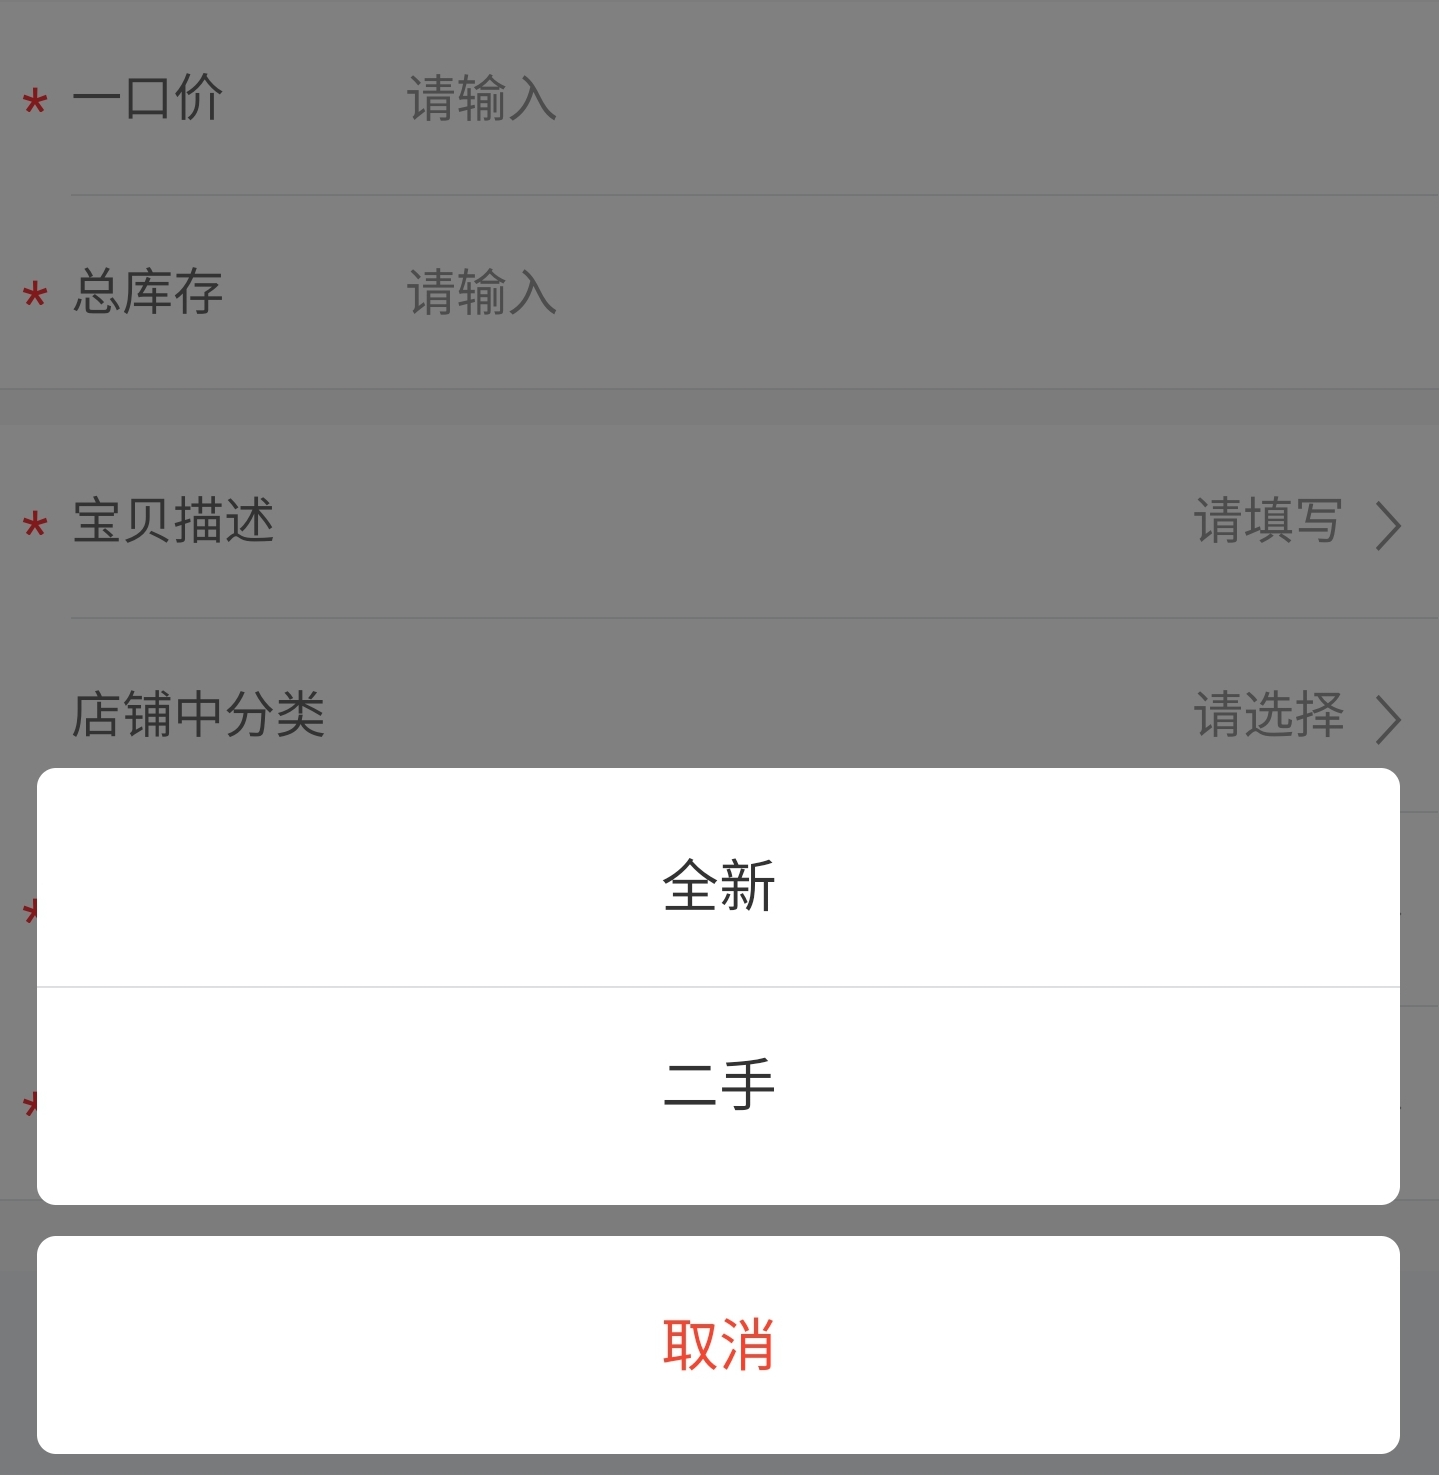 * 一口价 请输入
* 总库存 请输入
* 宝贝描述 请填写
店铺中分类 请选择
*
全新
*
二手
取消